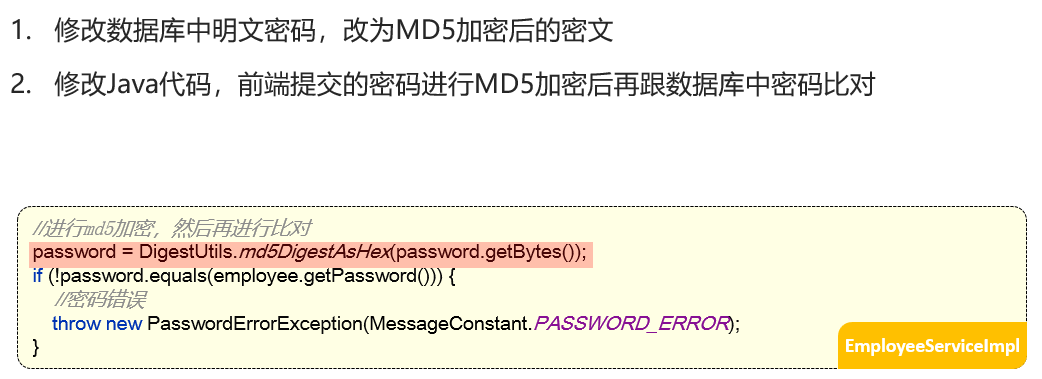 1. 修改数据库中明文密码，改为MD5加密后的密文
2. 修改Java代码，前端提交的密码进行MD5加密后再跟数据库中密码比对
//进行md5加密，然后再进行比对
password = DigestUtils.md5DigestAsHex(password.getBytes());
if (!password.equals(employee.getPassword())) {
//密码错误
throw new PasswordErrorException(MessageConstant.PASSWORD_ERROR);
}
EmployeeServiceImpl